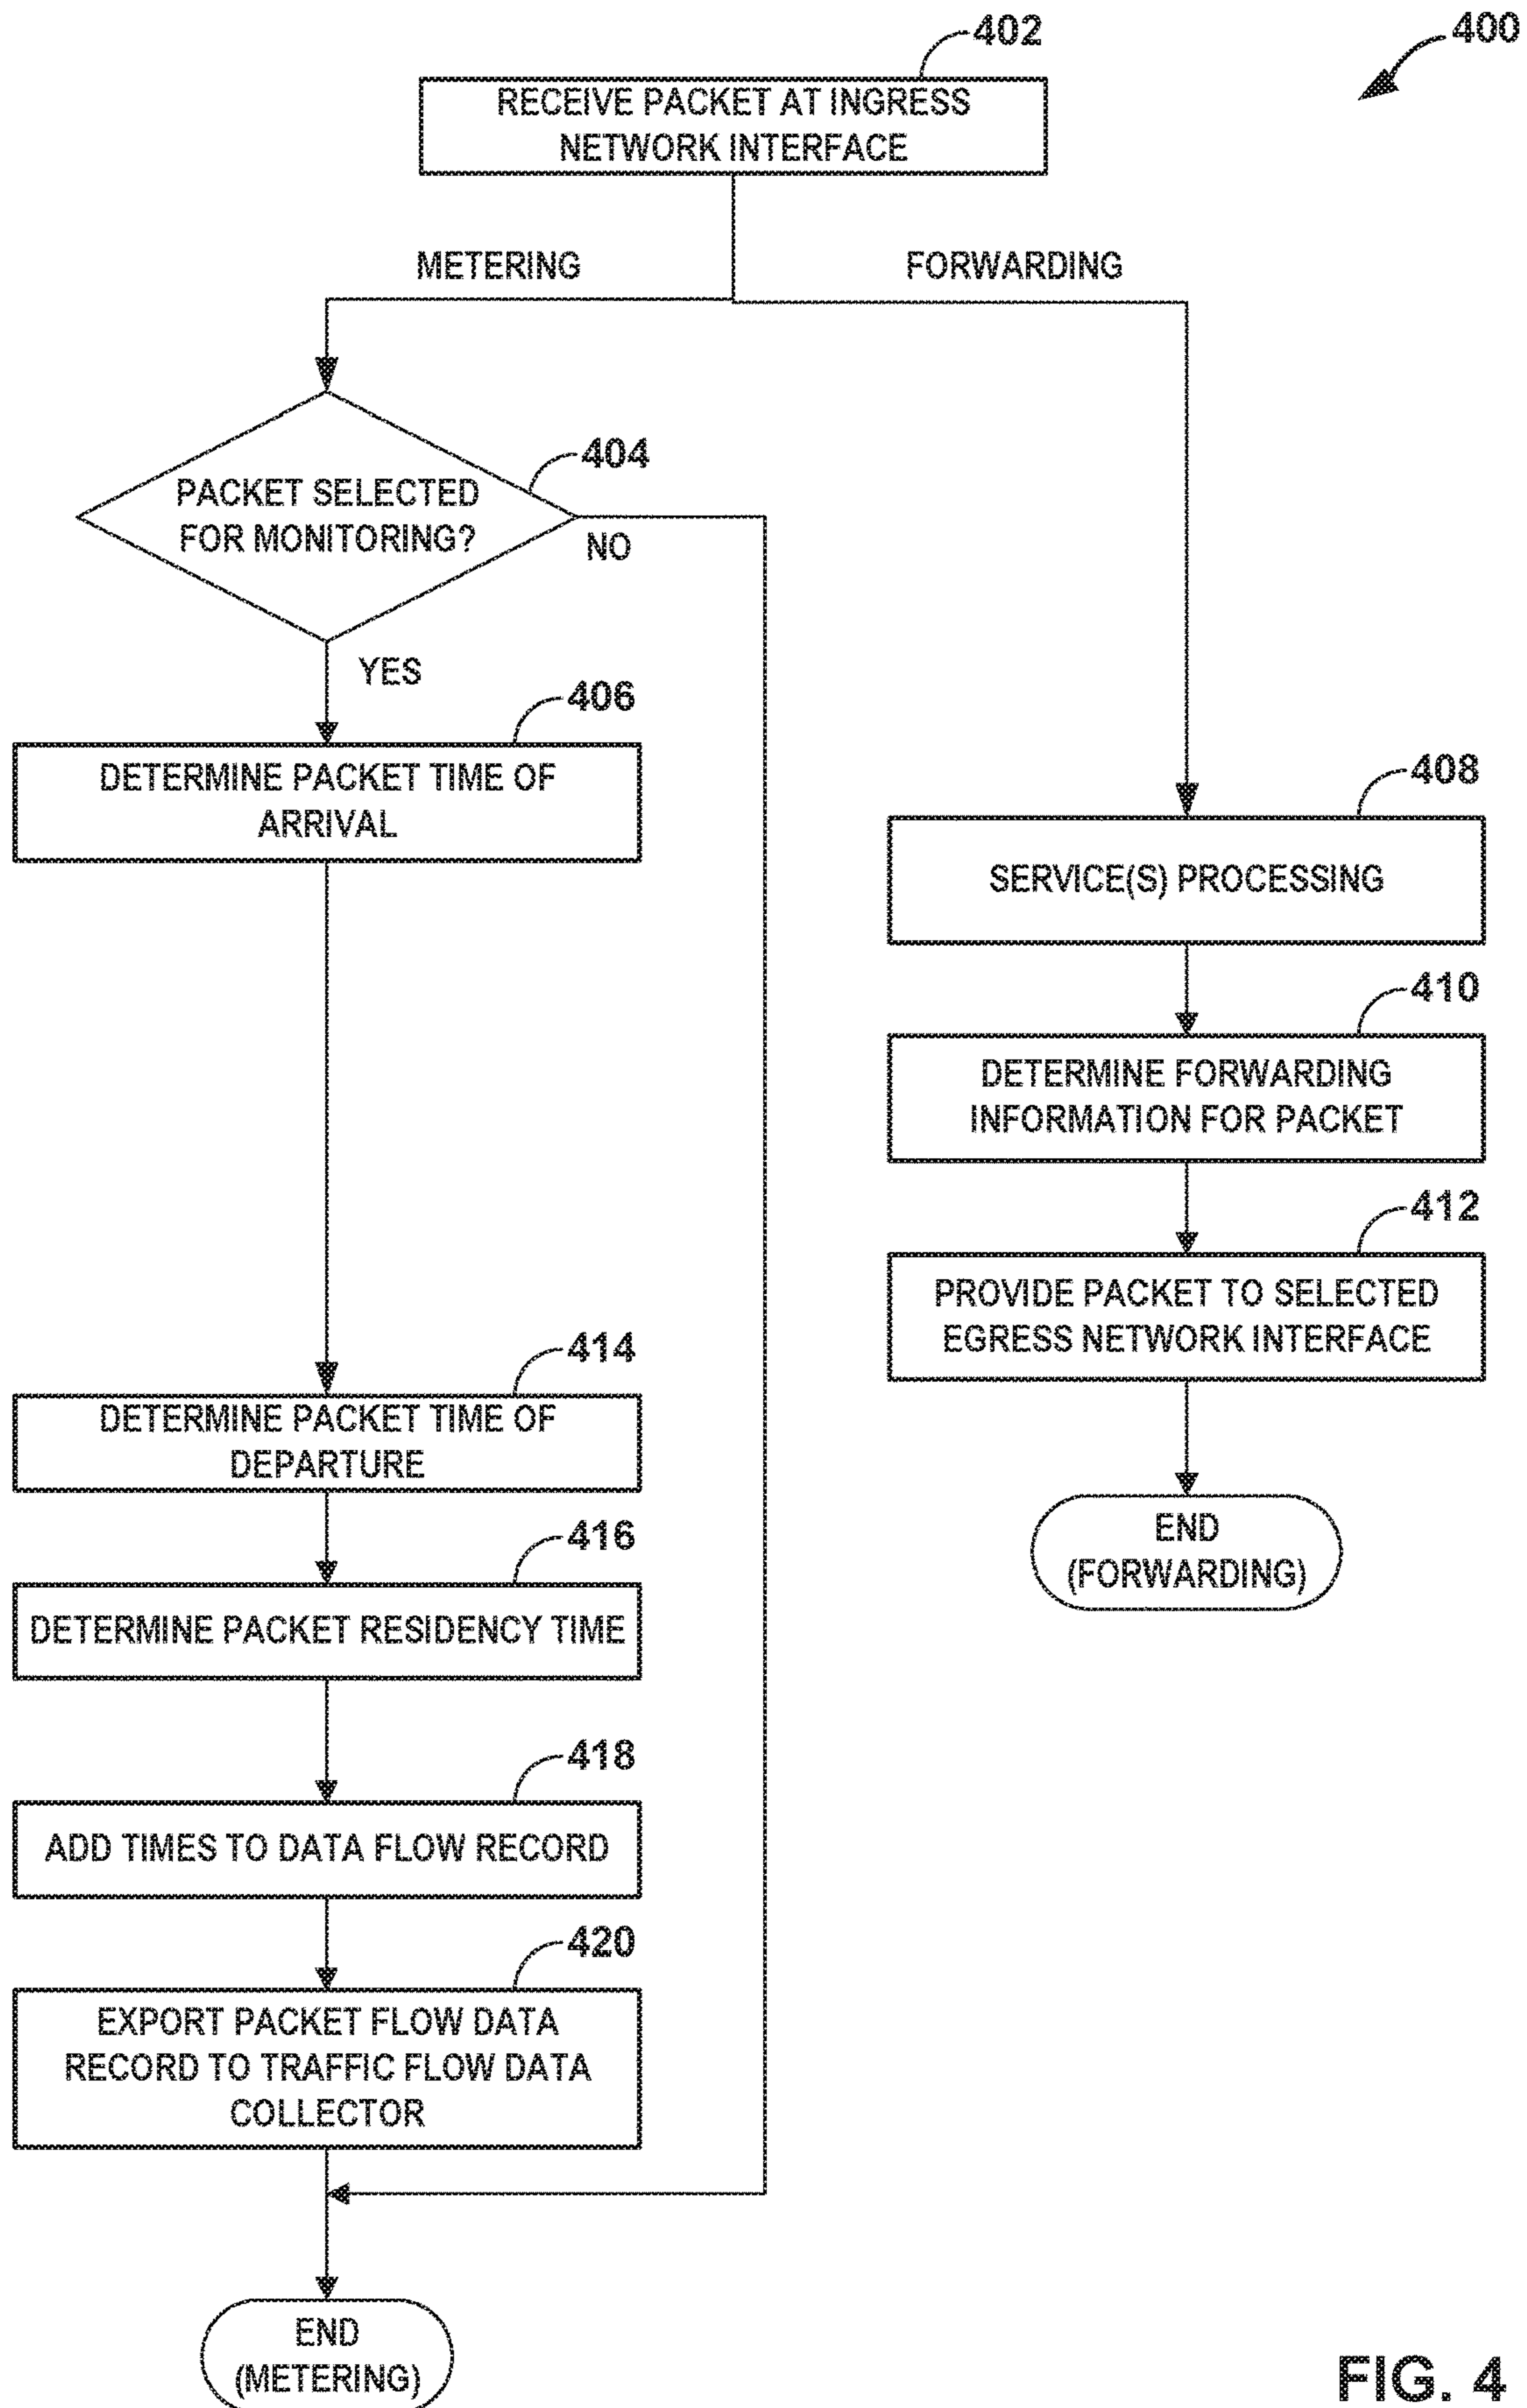 400
402
RECEIVE PACKET AT INGRESS
NETWORK INTERFACE
METERING
FORWARDING
404
PACKET SELECTED
FOR MONITORING?
NO
YES
406
DETERMINE PACKET TIME OF
ARRIVAL
408
SERVICE(S) PROCESSING
410
DETERMINE FORWARDING
INFORMATION FOR PACKET
412
PROVIDE PACKET TO SELECTED
EGRESS NETWORK INTERFACE
END
(FORWARDING)
414
DETERMINE PACKET TIME OF
DEPARTURE
416
DETERMINE PACKET RESIDENCY TIME
418
ADD TIMES TO DATA FLOW RECORD
420
EXPORT PACKET FLOW DATA
RECORD TO TRAFFIC FLOW DATA
COLLECTOR
END
(METERING)
FIG. 4